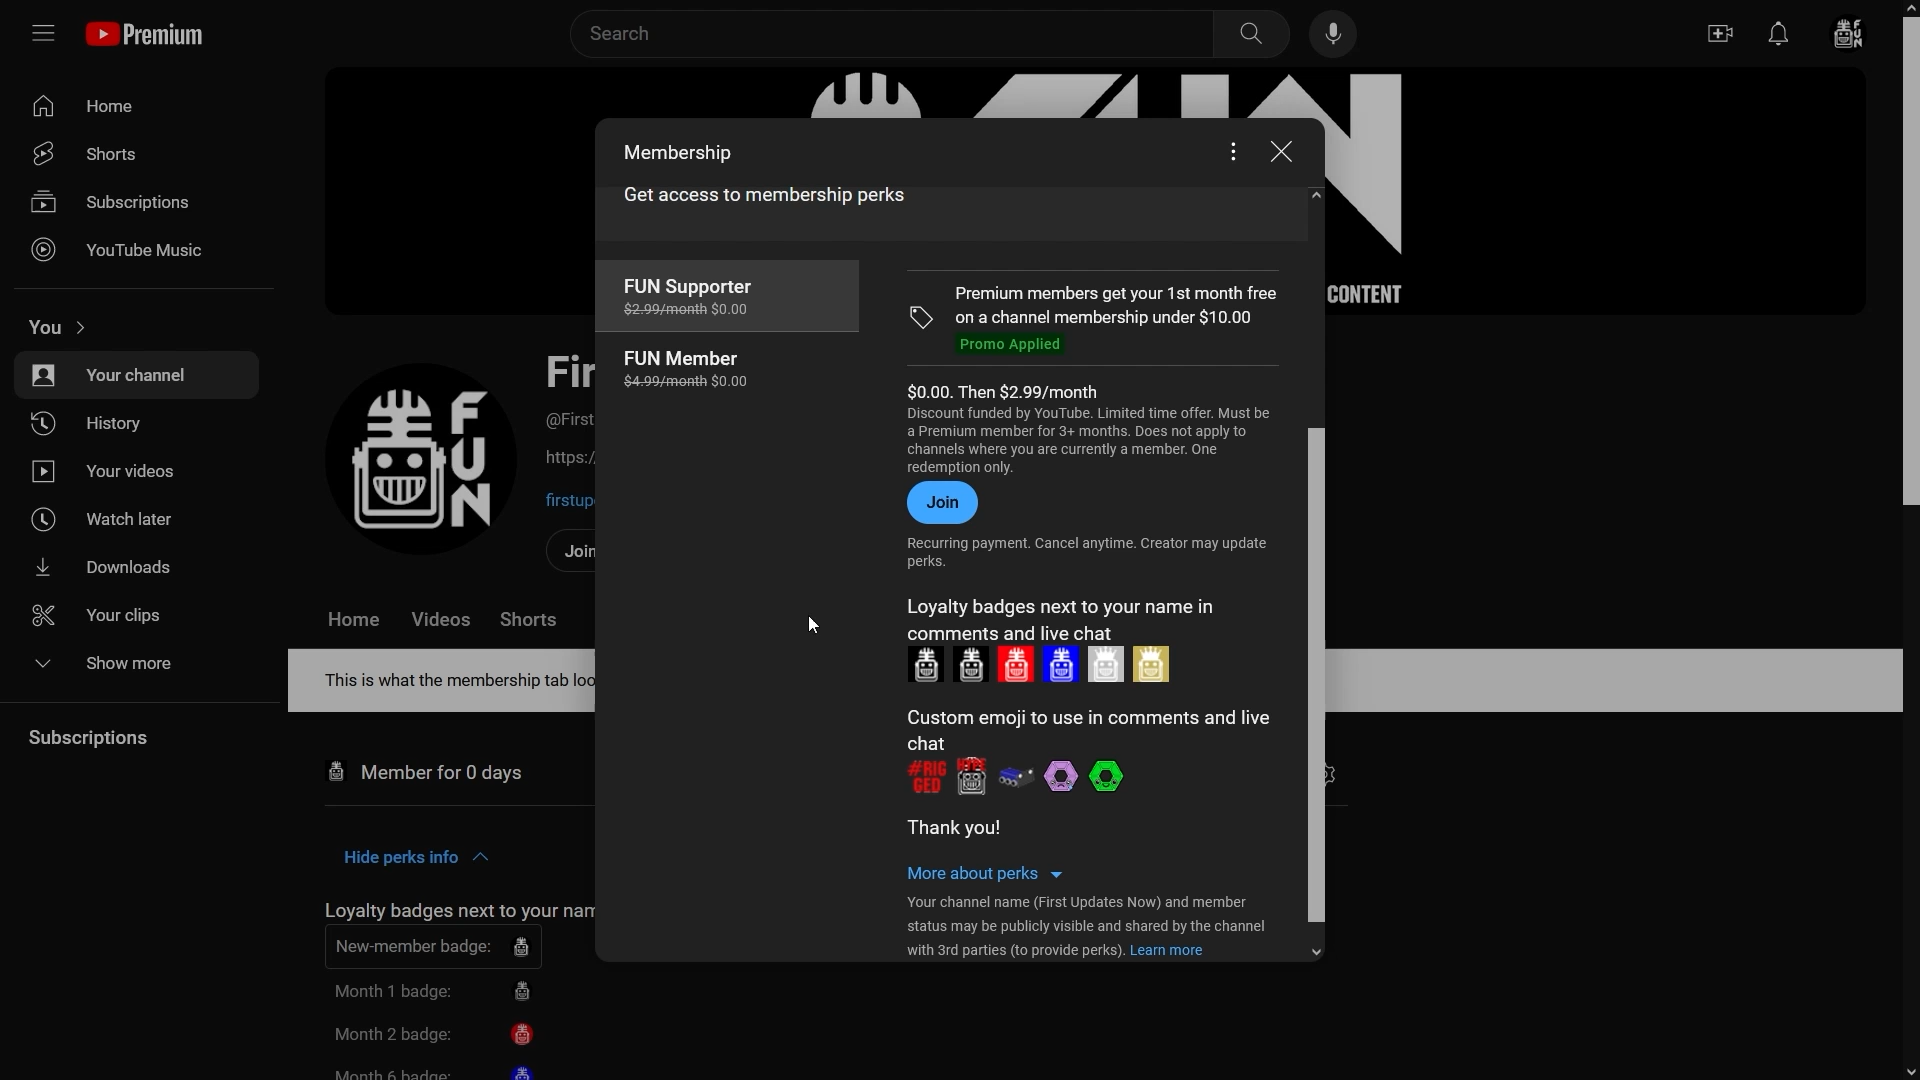 Premium
Search
FUN
Home
Shorts
Subscriptions
YouTube Music
You
Your channel
History
Your videos
Watch later
Downloads
Your clips
Show more
Subscriptions
CONTENT
FUN
Fir
@First
https:/
firstup
Join
Home Videos Shorts
This is what the membership tab loo
Member for 0 days
Hide perks info
Loyalty badges next to your nam
New-member badge:
Month 1 badge:
Month 2 badge:
Month 6 badge:
Membership
Get access to membership perks
FUN Supporter
$2.99/month $0.00
FUN Member
$4.99/month $0.00
Premium members get your 1st month free
on a channel membership under $10.00
Promo Applied
$0.00. Then $2.99/month
Discount funded by YouTube. Limited time offer. Must be
a Premium member for 3+ months. Does not apply to
channels where you are currently a member. One
redemption only.
Join
Recurring payment. Cancel anytime. Creator may update
perks.
Loyalty badges next to your name in
comments and live chat
Custom emoji to use in comments and live
chat
#RIG
GED
HYPE
Thank you!
More about perks
Your channel name (First Updates Now) and member
status may be publicly visible and shared by the channel
with 3rd parties (to provide perks). Learn more